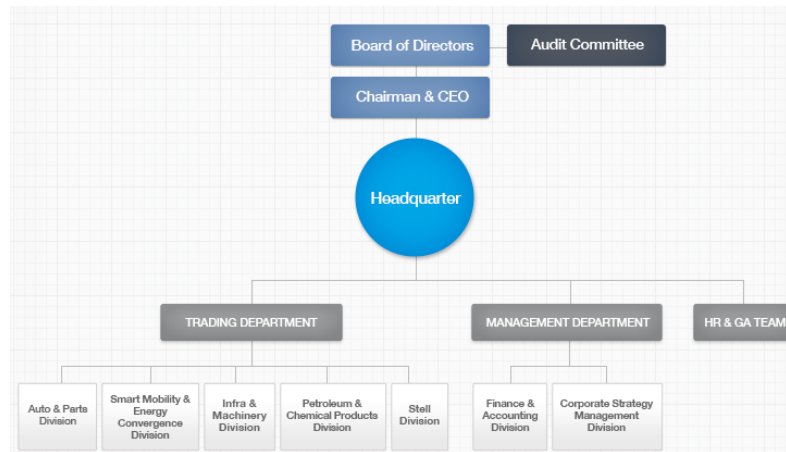 Board of Directors
Audit Committee
Chairman & CEO
Headquarter
TRADING DEPARTMENT
MANAGEMENT DEPARTMENT
HR & GA TEAM
Auto & Parts
Division
Smart Mobility &
Energy
Convergence
Division
Infra &
Machinery
Division
Petroleum &
Chemical Products
Division
Stell
Division
Finance &
Accounting
Division
Corporate Strategy
Management
Division